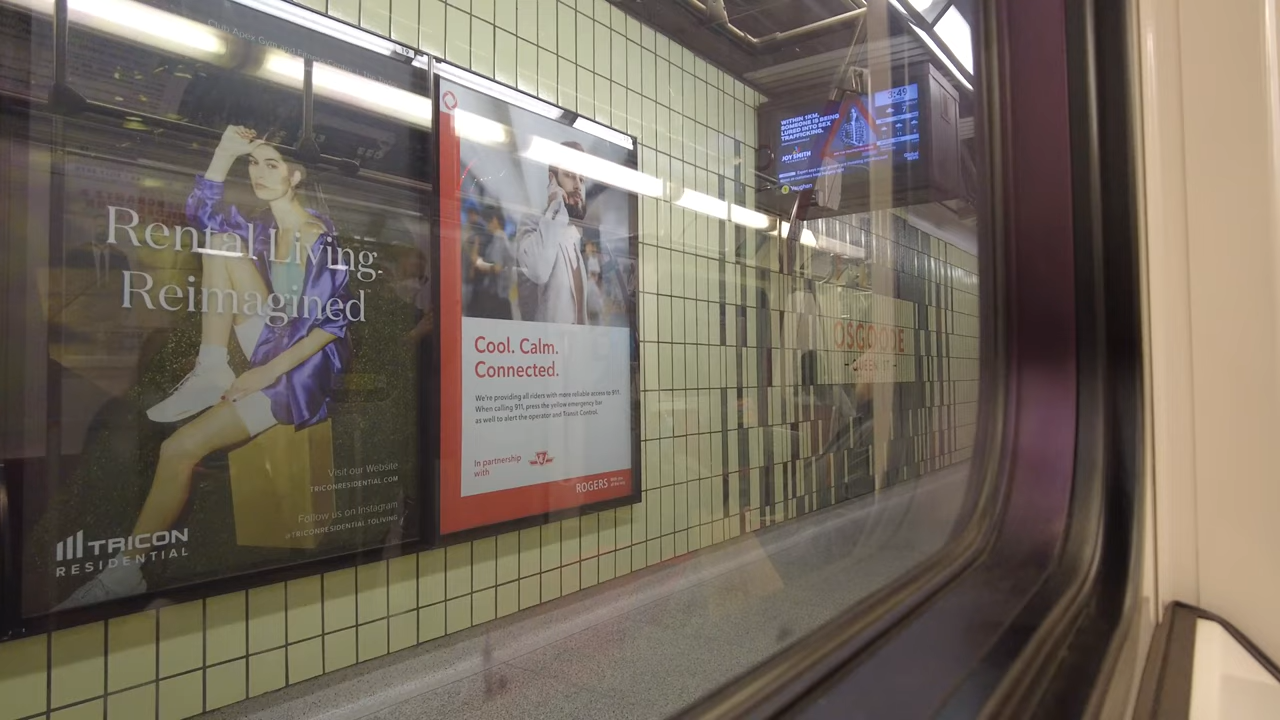 Rental Living.
Reimagined
Visit our Website
TRICONRESIDENTIAL.COM
Follow us on Instagram
@TRICONRESIDENTIAL.TOLIVING
TRICON
RESIDENTIAL
Cool. Calm.
Connected.
We're providing all riders with more reliable access to 911.
When calling 911, press the yellow emergency bar
as well to alert the operator and Transit Control.
In partnership
with
ROGERS
3:49
WITHIN 1KM,
SOMEONE IS BEING
LURED INTO SEX
TRAFFICKING.
JOY SMITH
Vaughan
OSGOODE
QUEEN ST